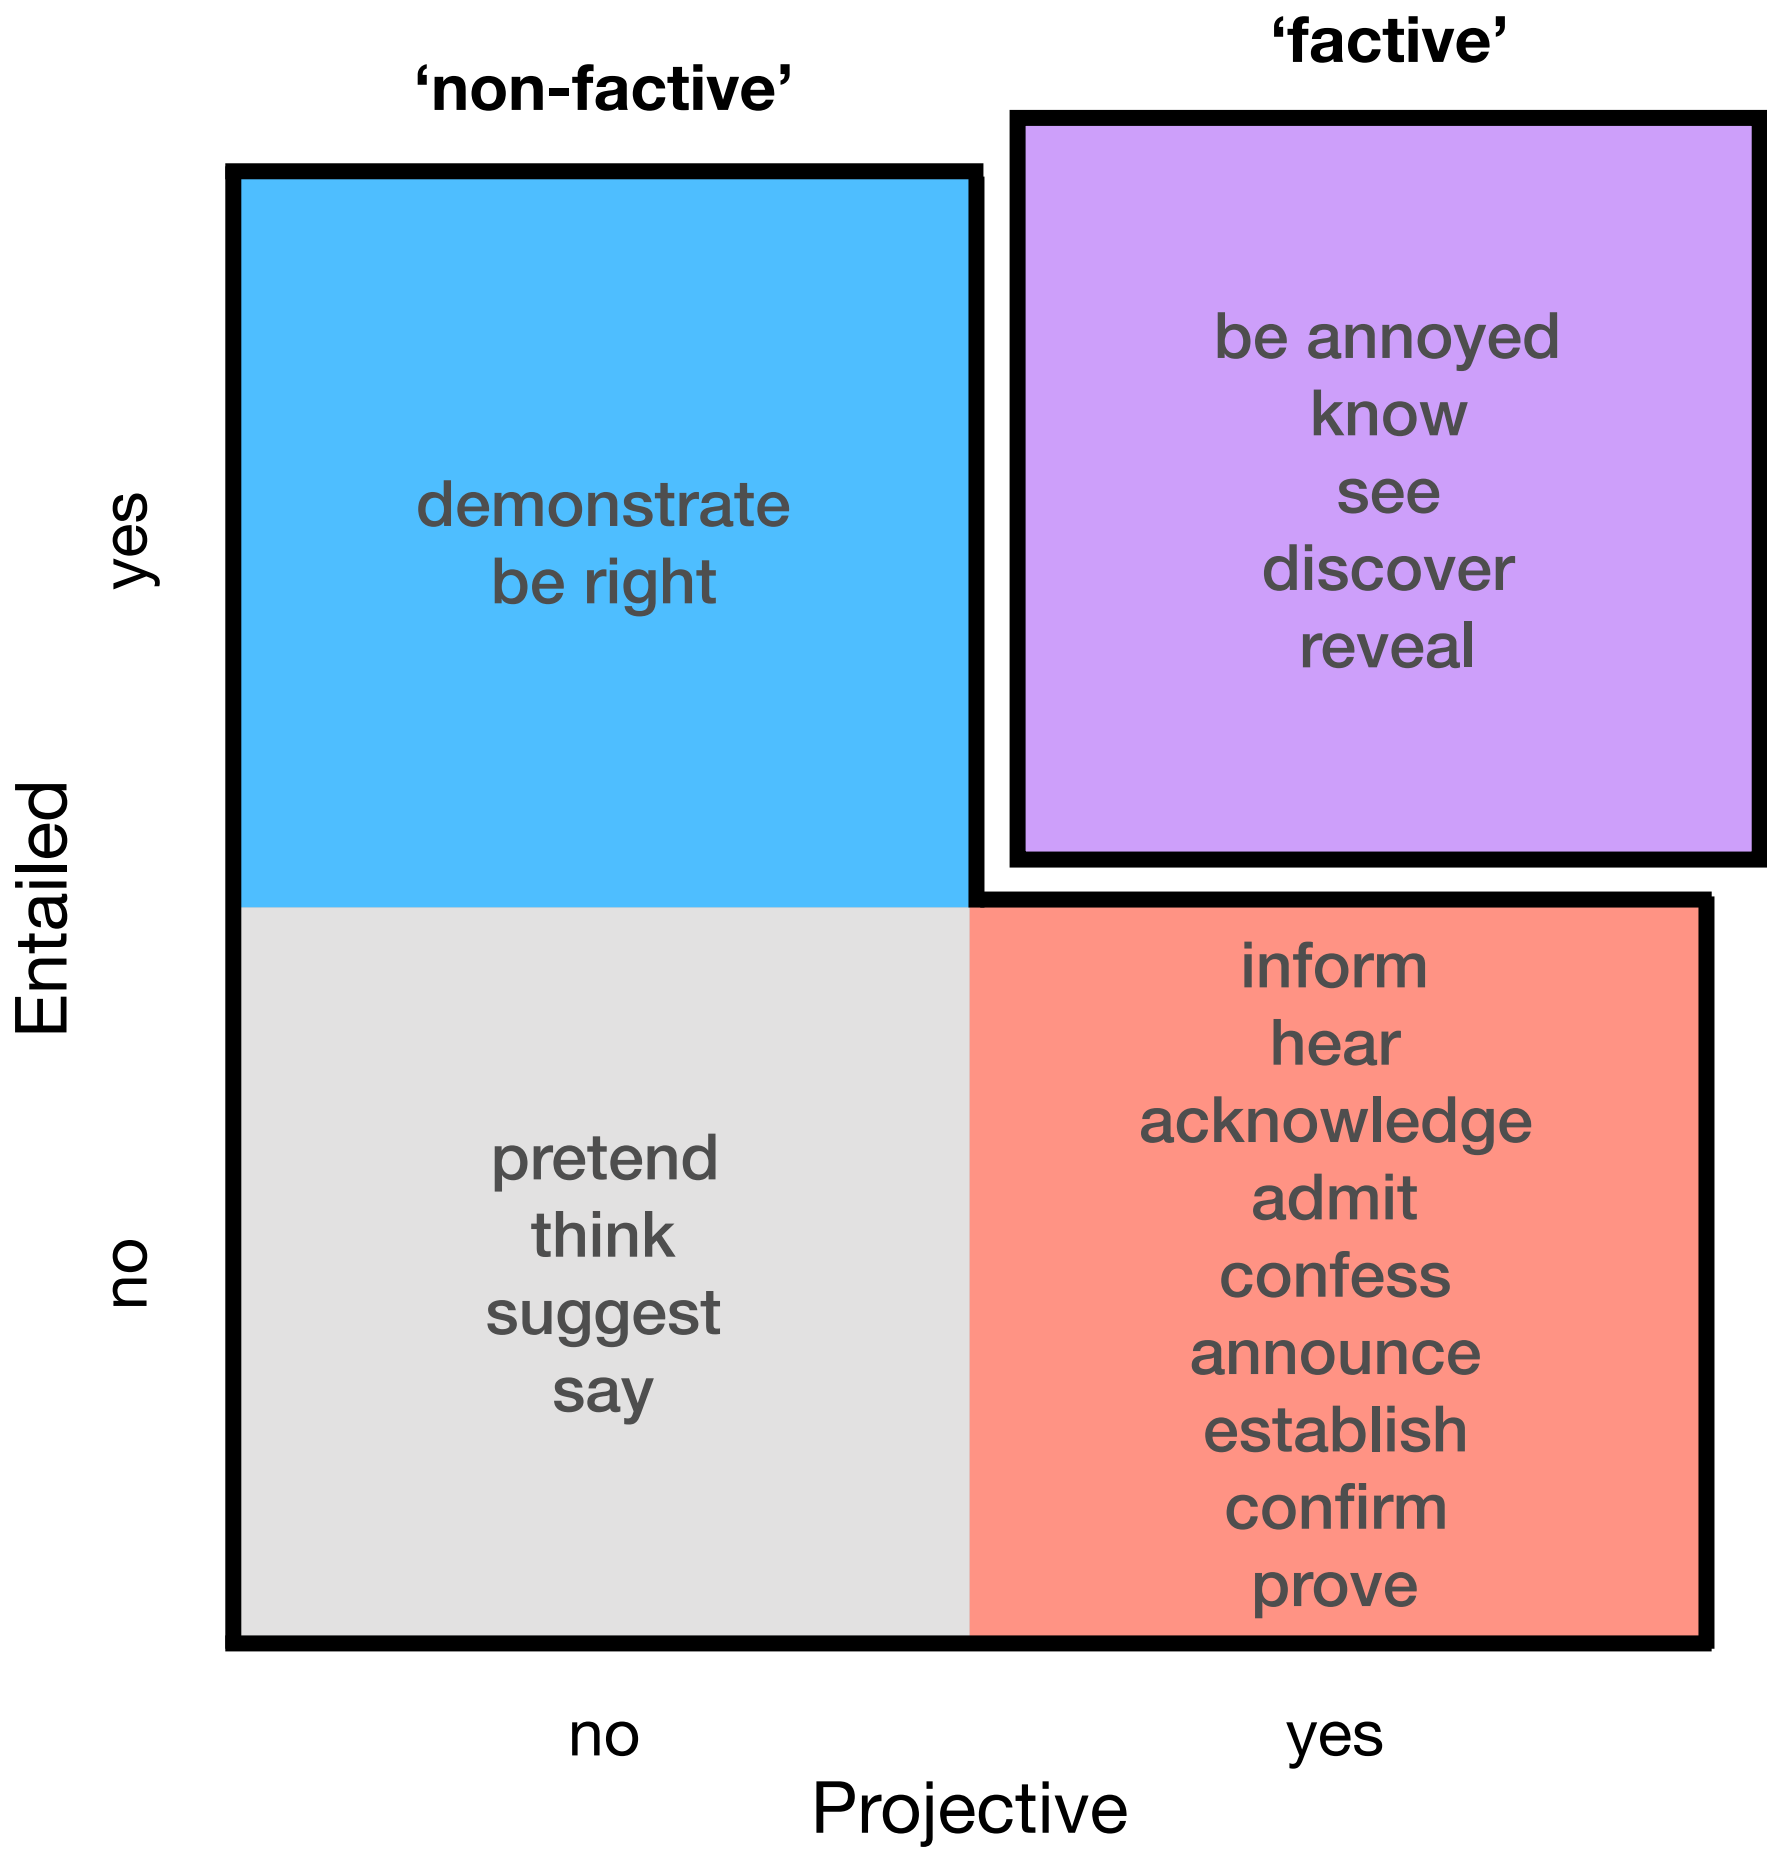 ‘non-factive’
‘factive’
Entailed
yes
no
demonstrate
be right
be annoyed
know
see
discover
reveal
pretend
think
suggest
say
inform
hear
acknowledge
admit
confess
announce
establish
confirm
prove
no
yes
Projective